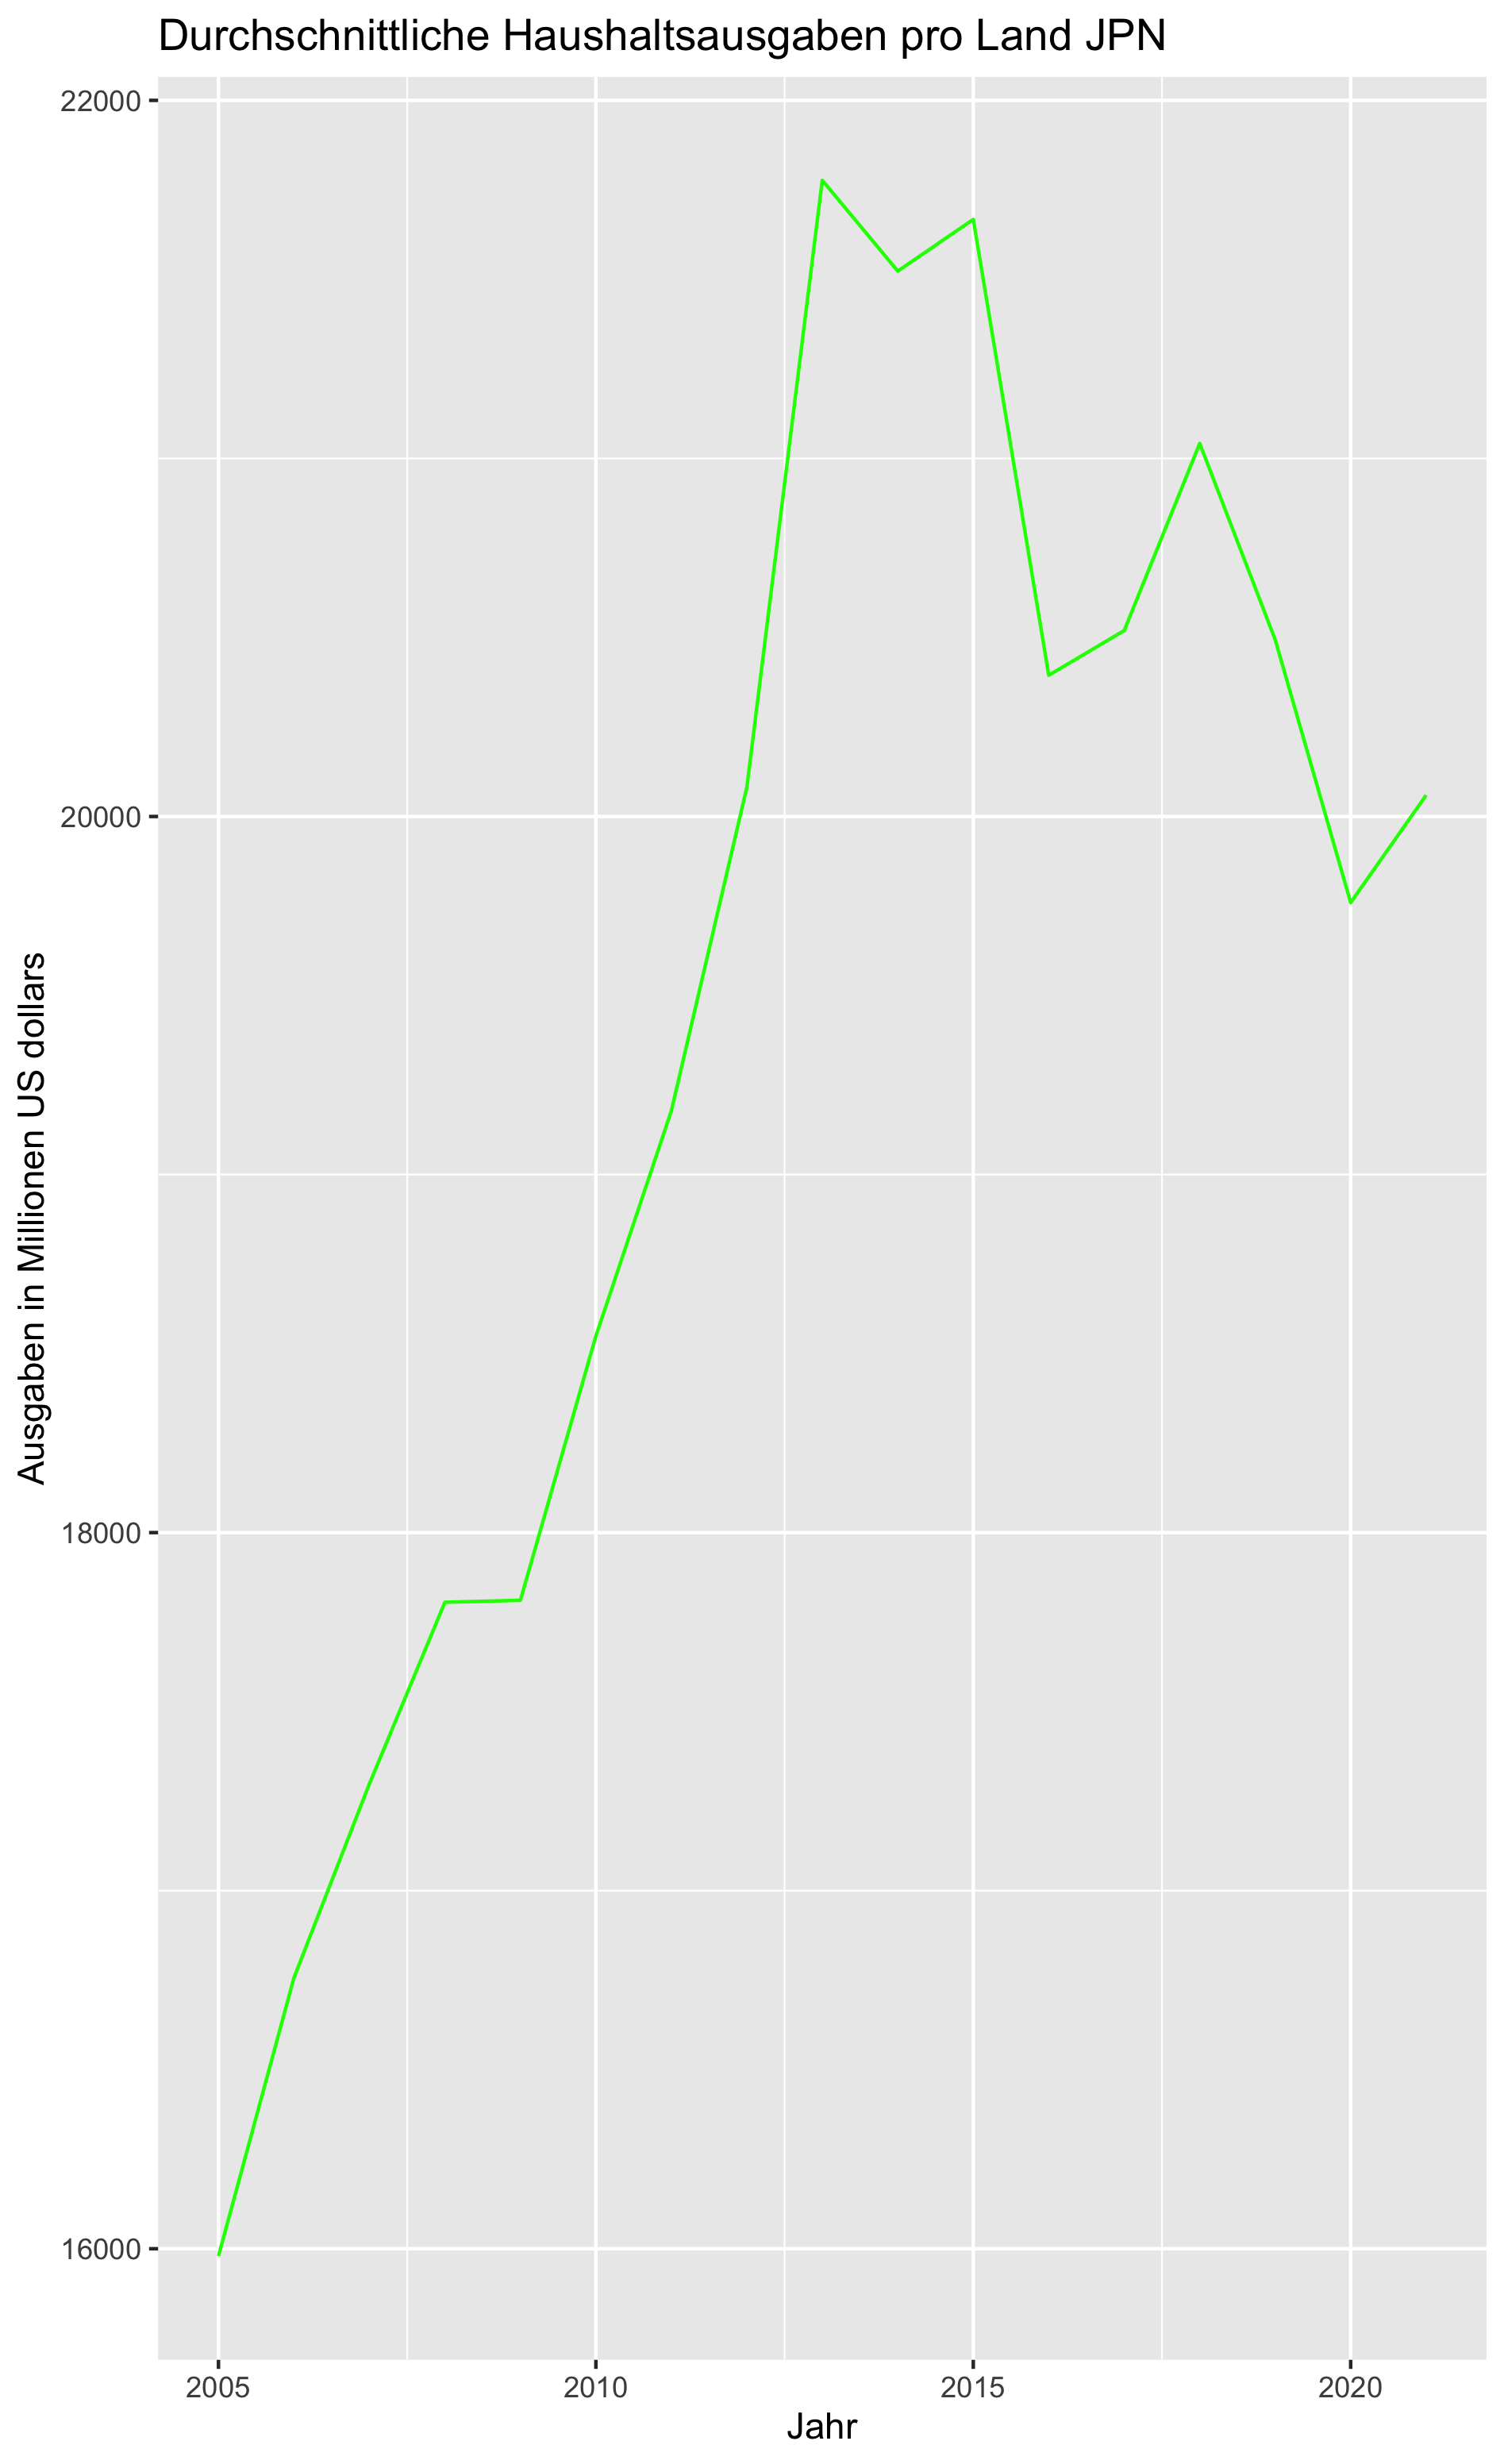 Durchschnittliche Haushaltsausgaben pro Land JPN
22000
20000
18000
16000
Ausgaben in Millionen US dollars
2005
2010
2015
2020
Jahr